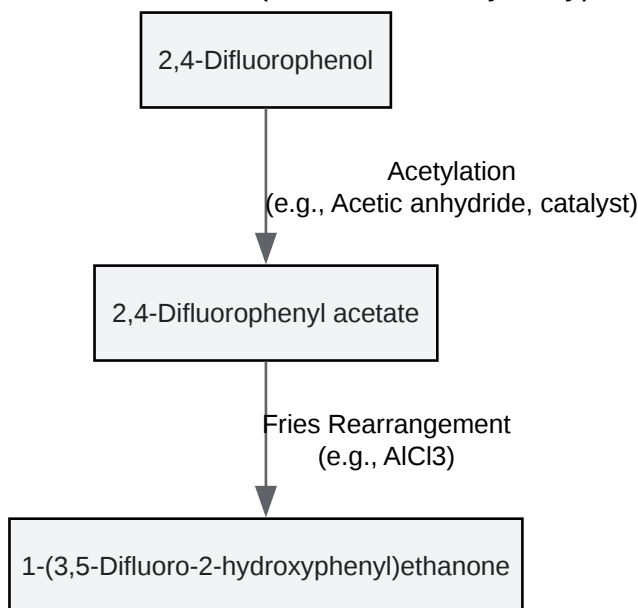 2,4-Difluorophenol
Acetylation
(e.g., Acetic anhydride, catalyst)
2,4-Difluorophenyl acetate
Fries Rearrangement
(e.g., AlCl3)
1-(3,5-Difluoro-2-hydroxyphenyl)ethanone